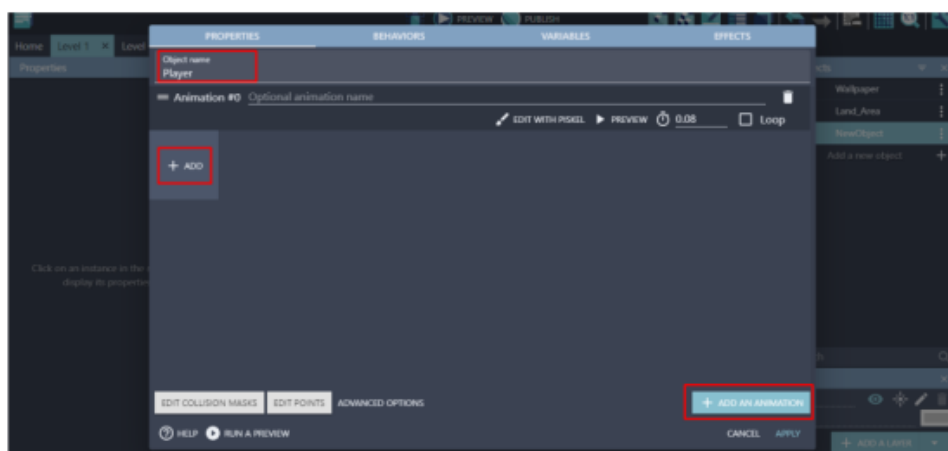 PREVIEW PUBLISH
Home Level 1 × Level
PROPERTIES BEHAVIORS VARIABLES EFFECTS
Properties
Object name
Player
Animation #0 Optional animation name
EDIT WITH PISKEL PREVIEW 0.08 Loop
+ ADD
Wallpaper
Land_Area
NewObject
Add a new object +
Click on an instance in the
display its properties
EDIT COLLISION MASKS EDIT POINTS ADVANCED OPTIONS
+ ADD AN ANIMATION
HELP RUN A PREVIEW
CANCEL APPLY
+ ADD A LAYER